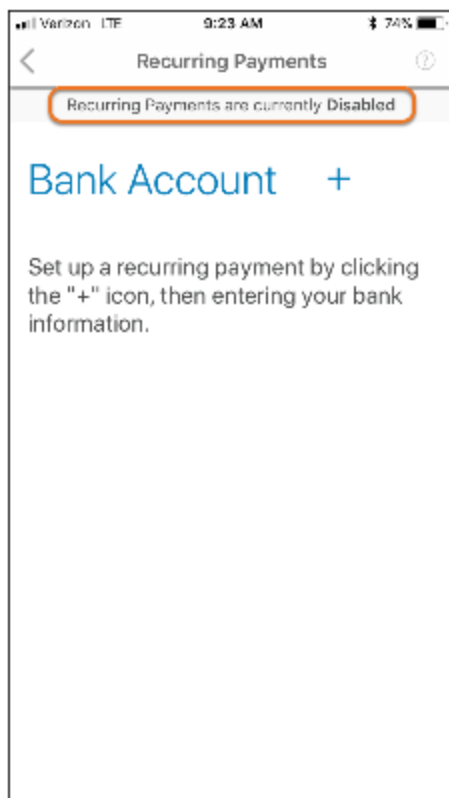 Verizon LTE 9:23 AM 74%
Recurring Payments ?
Recurring Payments are currently Disabled
Bank Account +
Set up a recurring payment by clicking
the "+" icon, then entering your bank
information.